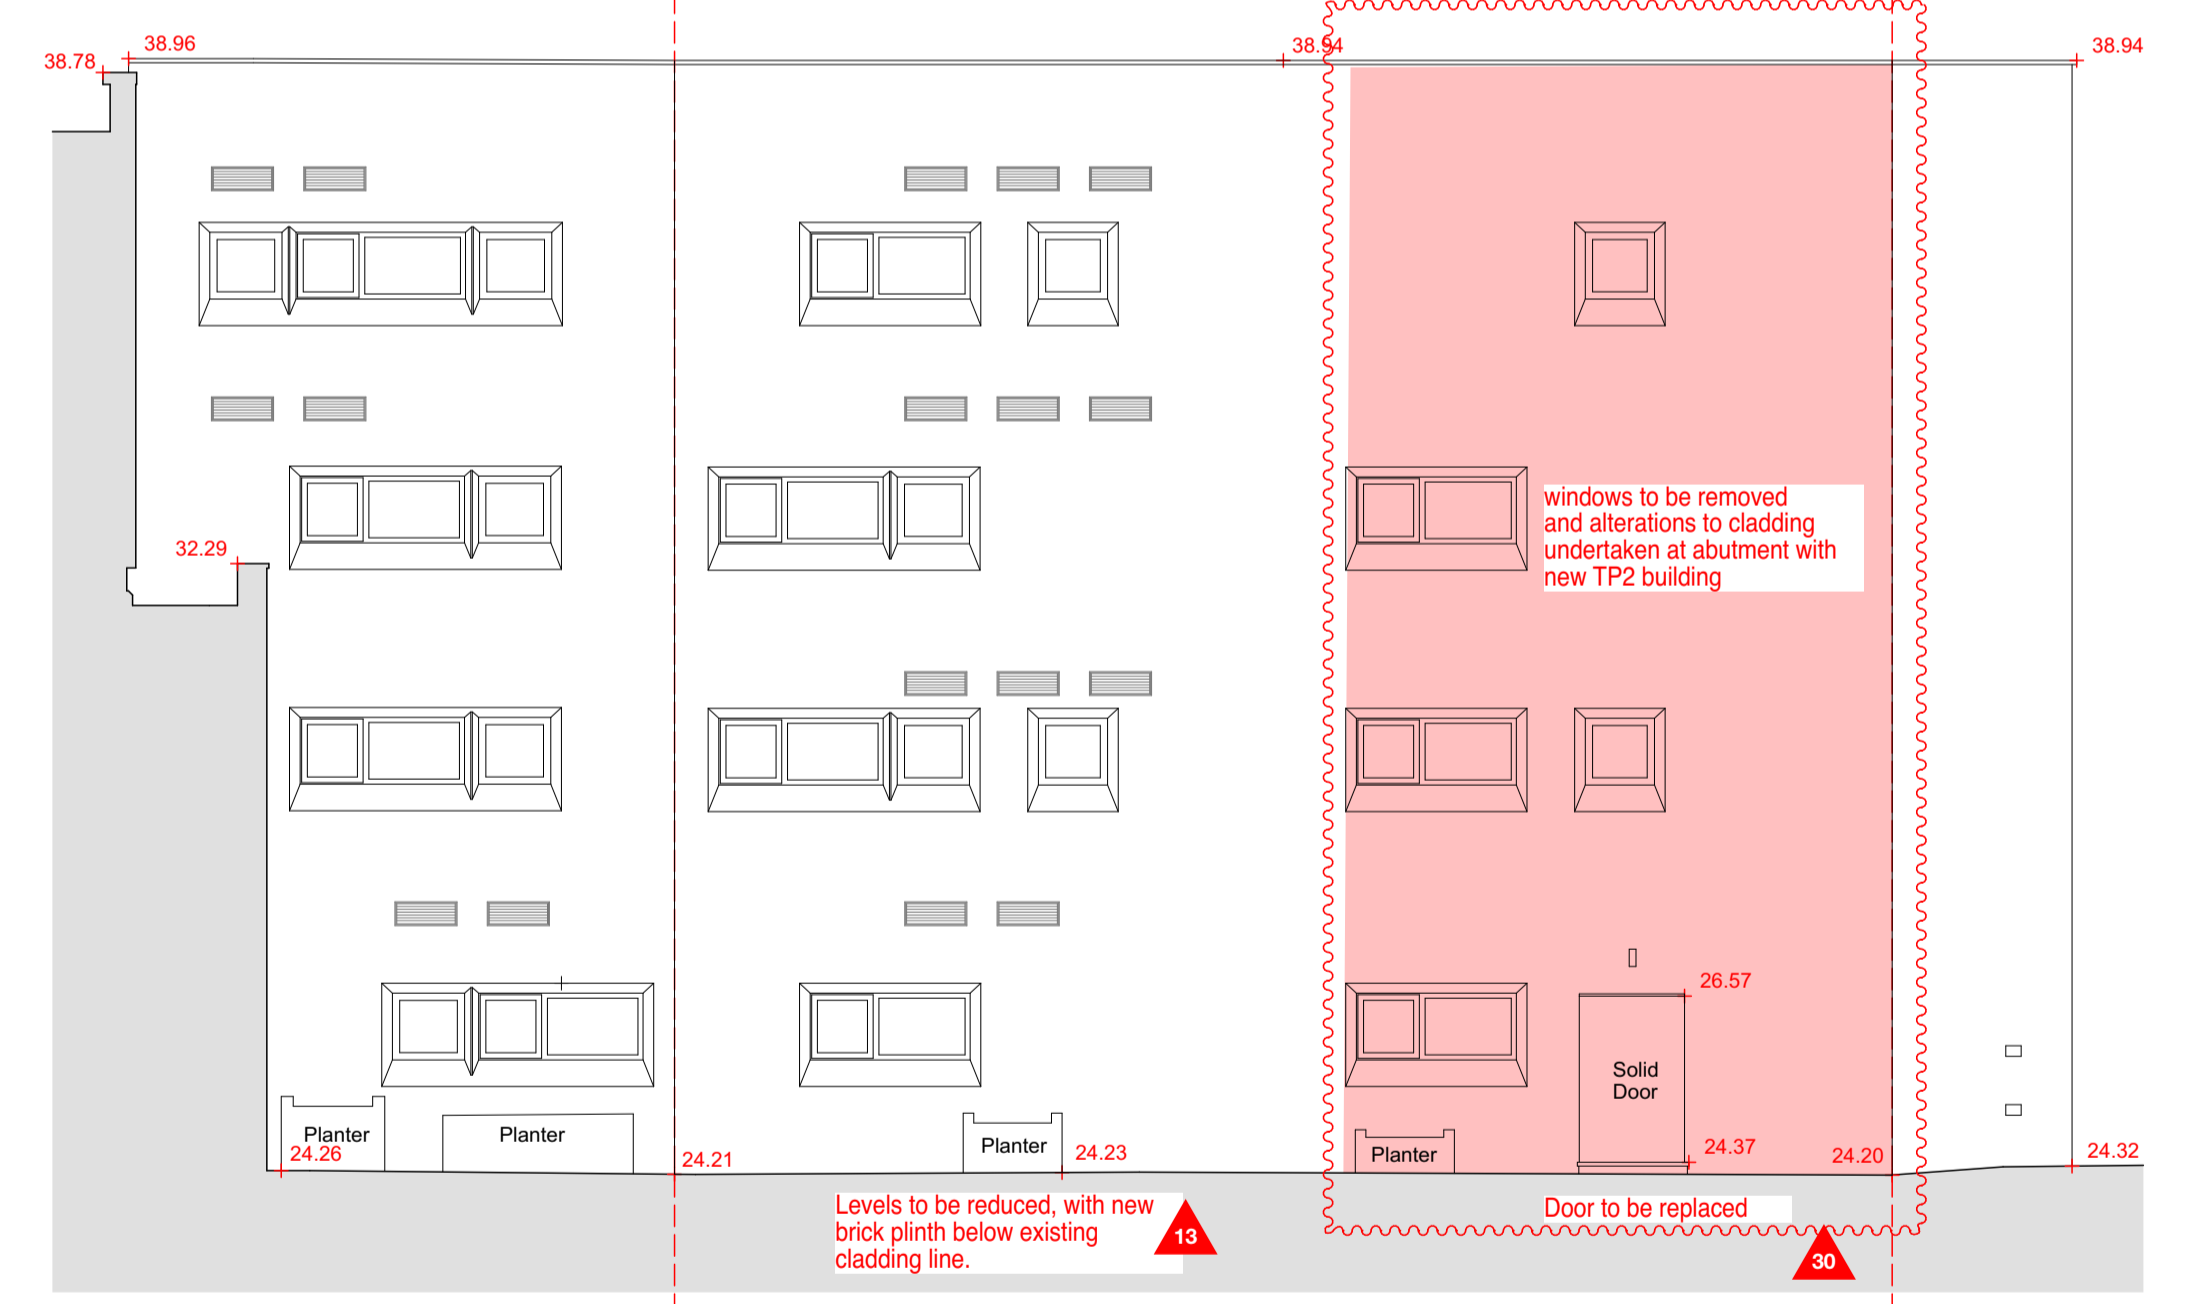 38.96
38.78
38.94
38.94
32.29
windows to be removed
and alterations to cladding
undertaken at abutment with
new TP2 building
26.57
Solid
Door
Planter
Planter
Planter
Planter
24.26
24.21
24.23
24.37
24.20
24.32
Levels to be reduced, with new
brick plinth below existing
cladding line.
13
Door to be replaced
30